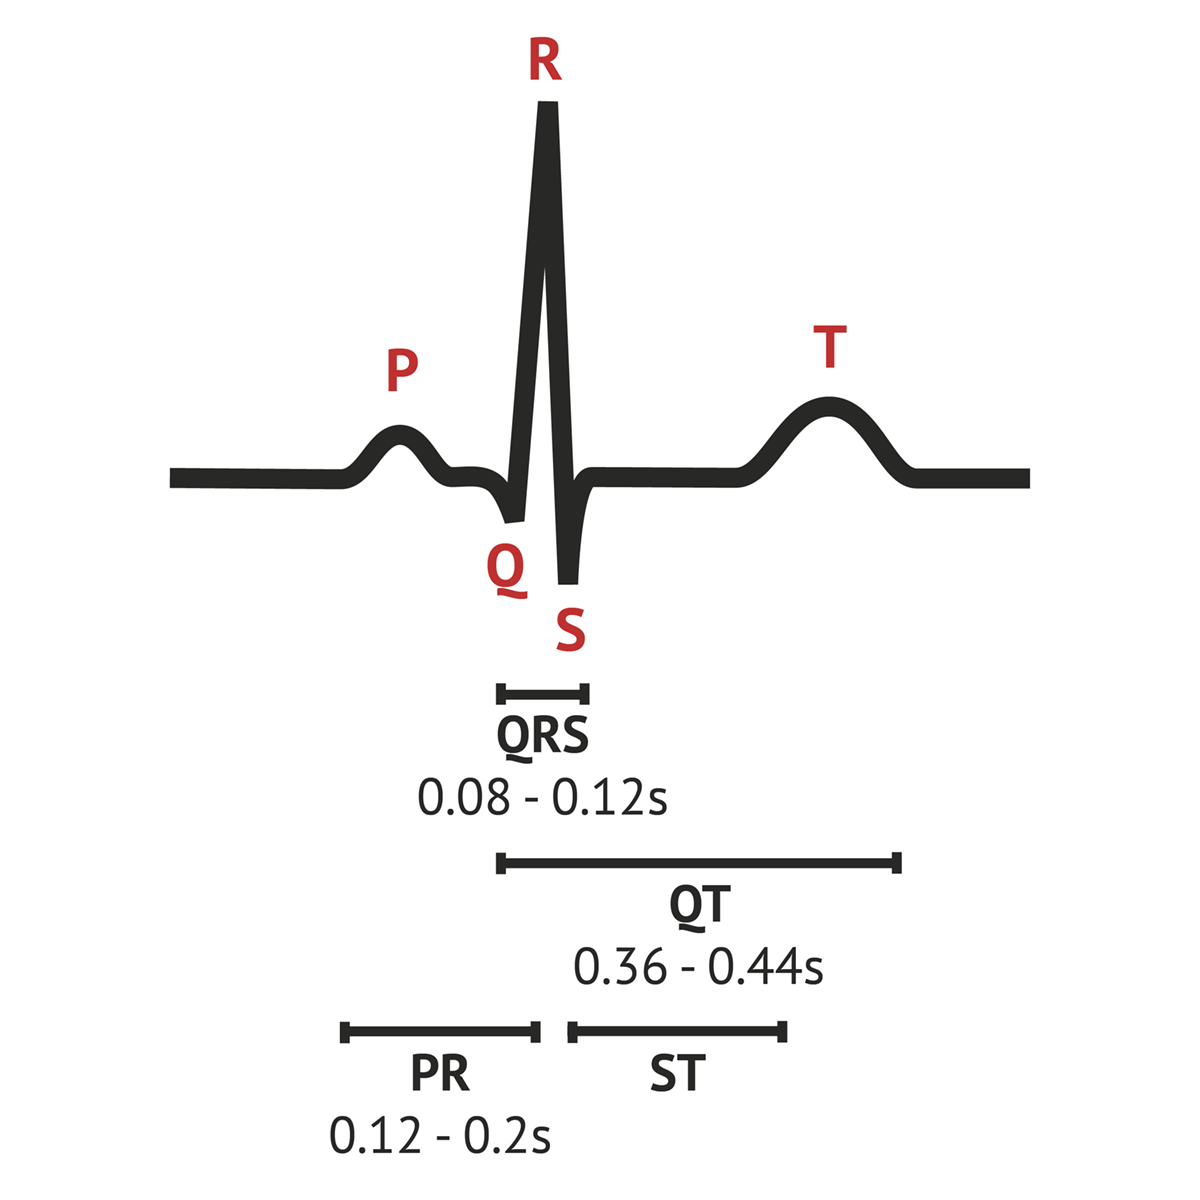 R
P
T
Q
S
QRS
0.08 - 0.12s
QT
0.36 - 0.44s
PR
ST
0.12 - 0.2s